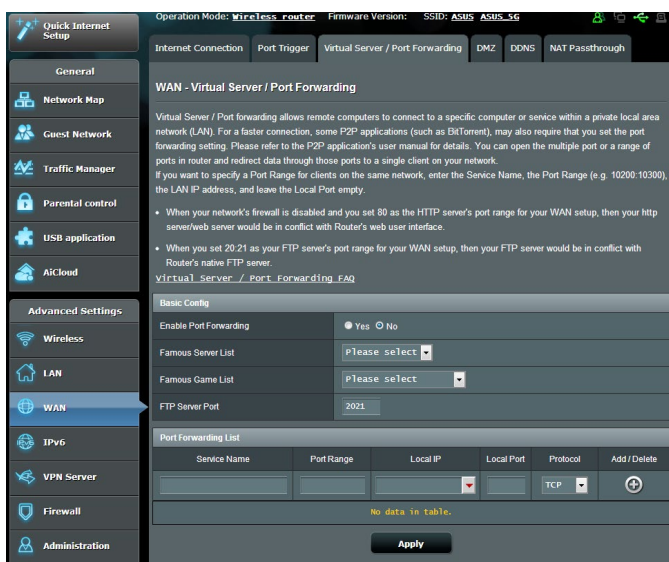 Quick Internet
Setup
General
Network Map
Guest Network
Traffic Manager
Parental control
USB application
AiCloud
Advanced Settings
Wireless
LAN
WAN
IPv6
VPN Server
Firewall
Administration
Operation Mode: Wireless router Firmware Version: SSID: ASUS ASUS_5G
Internet Connection Port Trigger Virtual Server / Port Forwarding DMZ DDNS NAT Passthrough
WAN - Virtual Server / Port Forwarding
Virtual Server / Port forwarding allows remote computers to connect to a specific computer or service within a private local area
network (LAN). For a faster connection, some P2P applications (such as BitTorrent), may also require that you set the port
forwarding setting. Please refer to the P2P application's user manual for details. You can open the multiple port or a range of
ports in router and redirect data through those ports to a single client on your network.
If you want to specify a Port Range for clients on the same network, enter the Service Name, the Port Range (e.g. 10200:10300),
the LAN IP address, and leave the Local Port empty.
• When your network's firewall is disabled and you set 80 as the HTTP server's port range for your WAN setup, then your http
server/web server would be in conflict with Router's web user interface.
• When you set 20:21 as your FTP server's port range for your WAN setup, then your FTP server would be in conflict with
Router's native FTP server.
Virtual Server / Port Forwarding FAQ
Basic Config
Enable Port Forwarding Yes No
Famous Server List Please select
Famous Game List Please select
FTP Server Port 2021
Port Forwarding List
Service Name Port Range Local IP Local Port Protocol Add / Delete
TCP
No data in table.
Apply